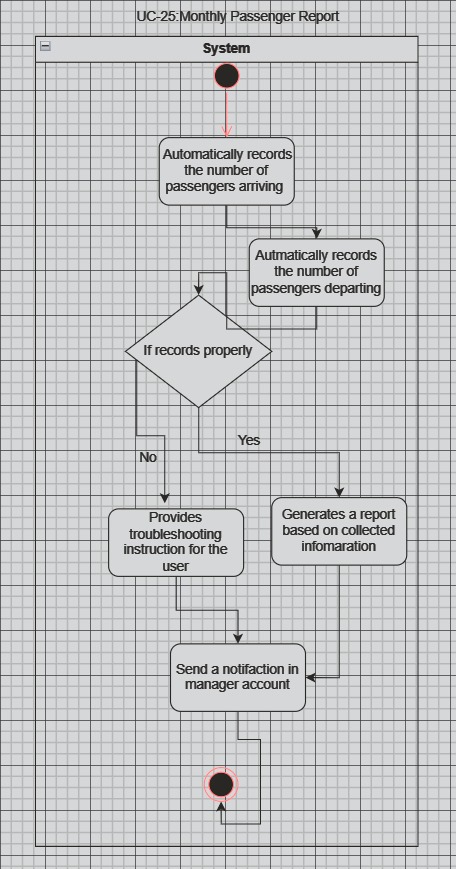 UC-25:Monthly Passenger Report
System
Automatically records
the number of
passengers arriving
Autmatically records
the number of
passengers departing
If records properly
Yes
No
Generates a report
based on collected
infomaration
Provides
troubleshooting
instruction for the
user
Send a notifaction in
manager account